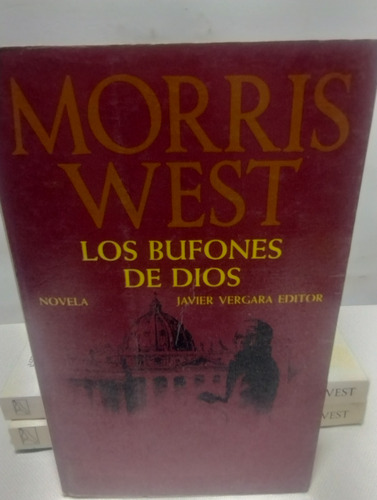 MORRIS
WEST
LOS BUFONES
DE DIOS
NOVELA
JAVIER VERGARA EDITOR
WEST
WEST